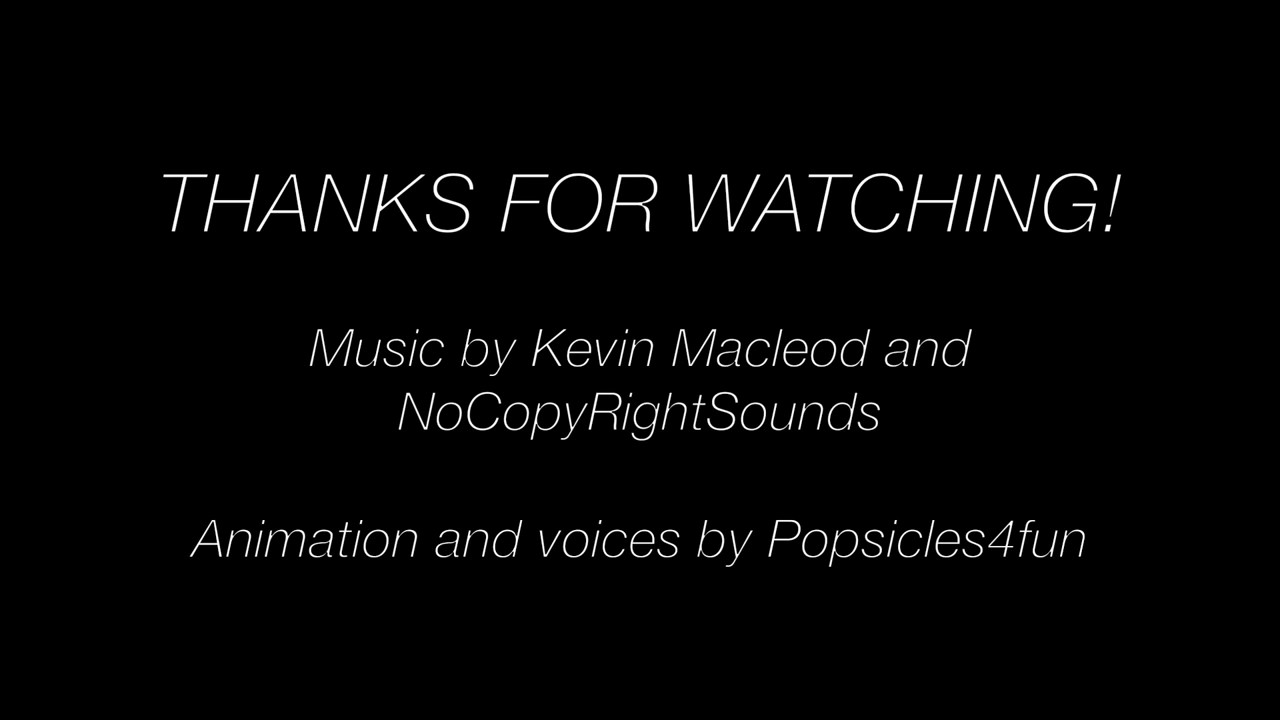 THANKS FOR WATCHING!
Music by Kevin Macleod and
NoCopyRightSounds
Animation and voices by Popsicles4fun